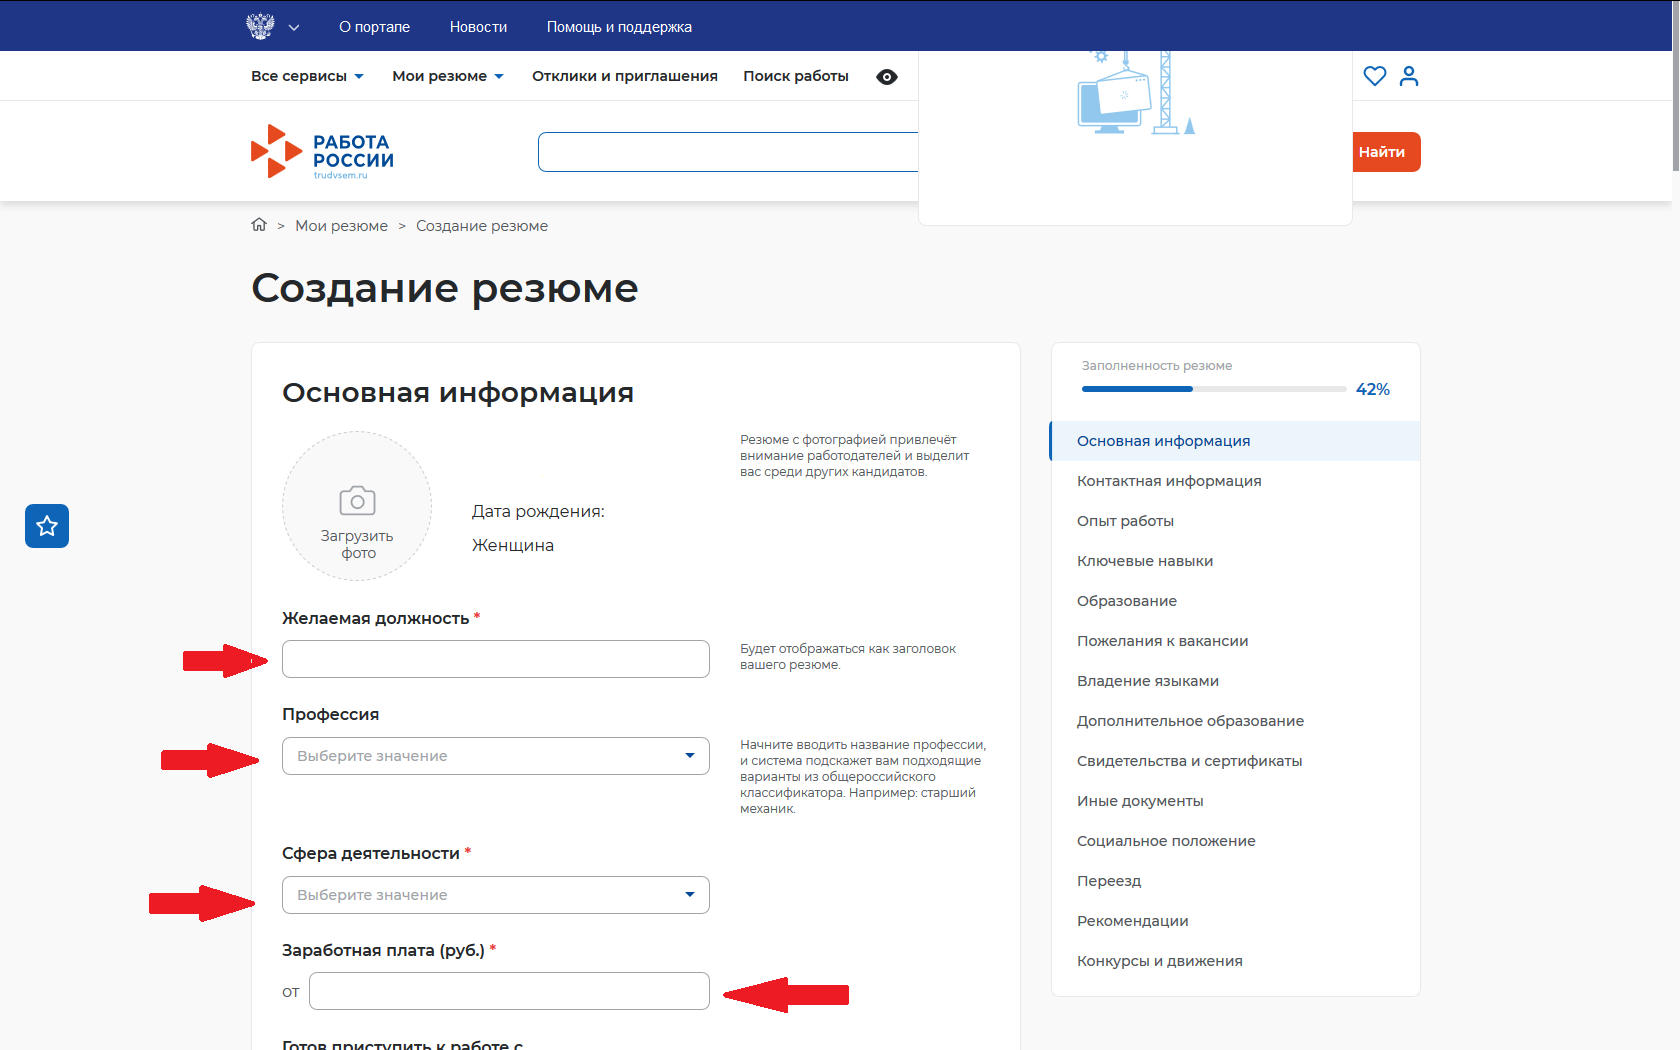 О портале
Новости
Помощь и поддержка
Все сервисы
Мои резюме
Отклики и приглашения
Поиск работы
РАБОТА
РОССИИ
trudvsem.ru
Найти
> Мои резюме > Создание резюме
Создание резюме
Основная информация
Загрузить
фото
Дата рождения:
Женщина
Резюме с фотографией привлечёт
внимание работодателей и выделит
вас среди других кандидатов.
Желаемая должность *
Будет отображаться как заголовок
вашего резюме.
Профессия
Выберите значение
Начните вводить название профессии,
и система подскажет вам подходящие
варианты из общероссийского
классификатора. Например: старший
механик.
Сфера деятельности *
Выберите значение
Заработная плата (руб.) *
от
Готов приступить к работе с
Заполненность резюме
42%
Основная информация
Контактная информация
Опыт работы
Ключевые навыки
Образование
Пожелания к вакансии
Владение языками
Дополнительное образование
Свидетельства и сертификаты
Иные документы
Социальное положение
Переезд
Рекомендации
Конкурсы и движения